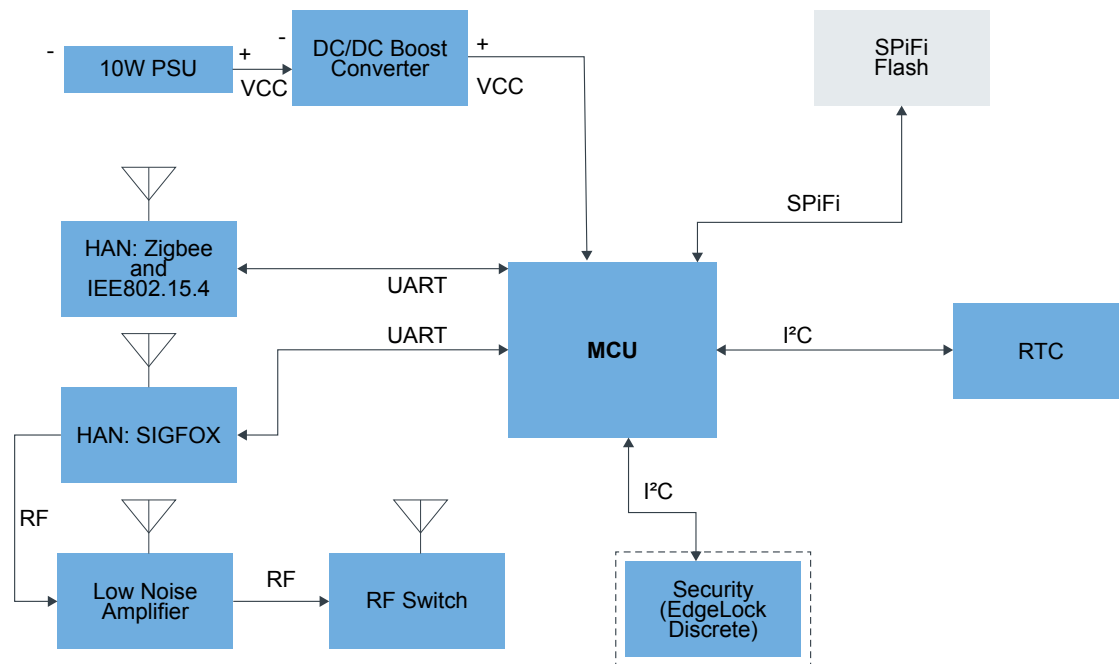 -
10W PSU
+
VCC
-
DC/DC Boost
Converter
+
VCC
SPiFi
Flash
SPiFi
HAN: Zigbee
and
IEE802.15.4
UART
UART
MCU
I²C
RTC
HAN: SIGFOX
I²C
RF
Low Noise
Amplifier
RF
RF Switch
Security
(EdgeLock
Discrete)